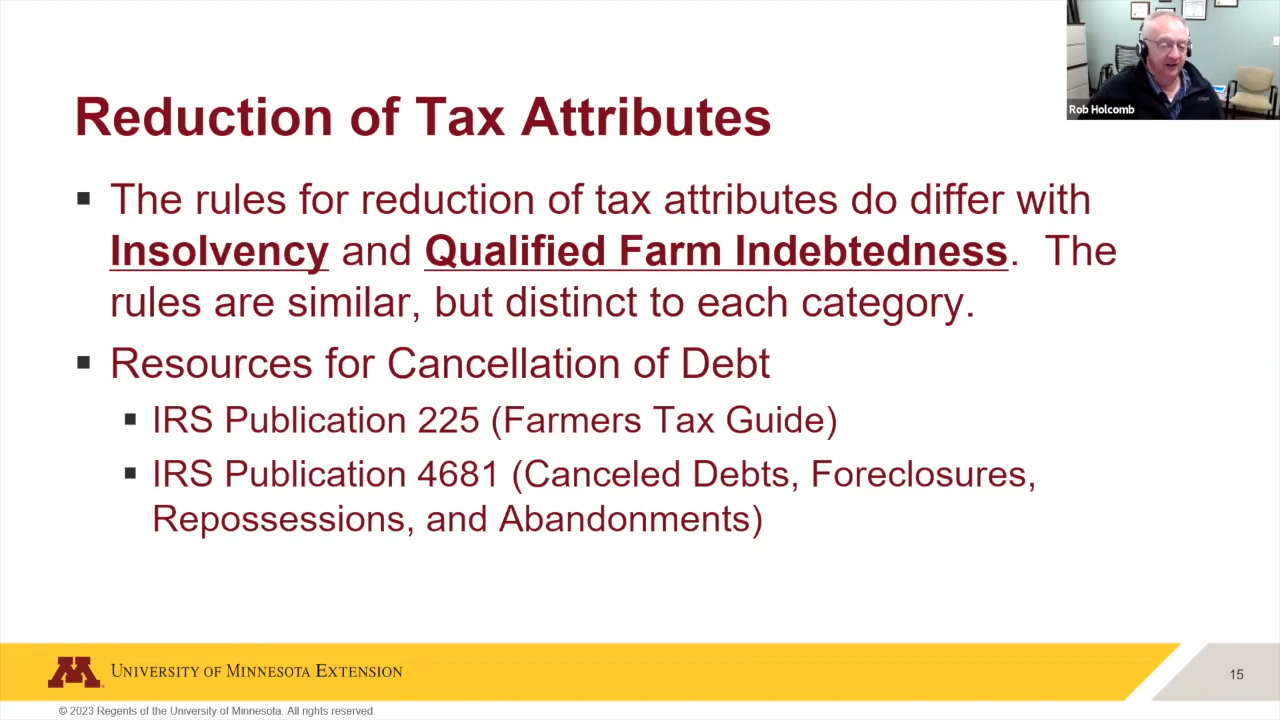 Rob Holcomb
Reduction of Tax Attributes
▪ The rules for reduction of tax attributes do differ with
Insolvency and Qualified Farm Indebtedness. The
rules are similar, but distinct to each category.
▪ Resources for Cancellation of Debt
▪ IRS Publication 225 (Farmers Tax Guide)
▪ IRS Publication 4681 (Canceled Debts, Foreclosures,
Repossessions, and Abandonments)
M University of Minnesota Extension
15
© 2023 Regents of the University of Minnesota. All rights reserved.